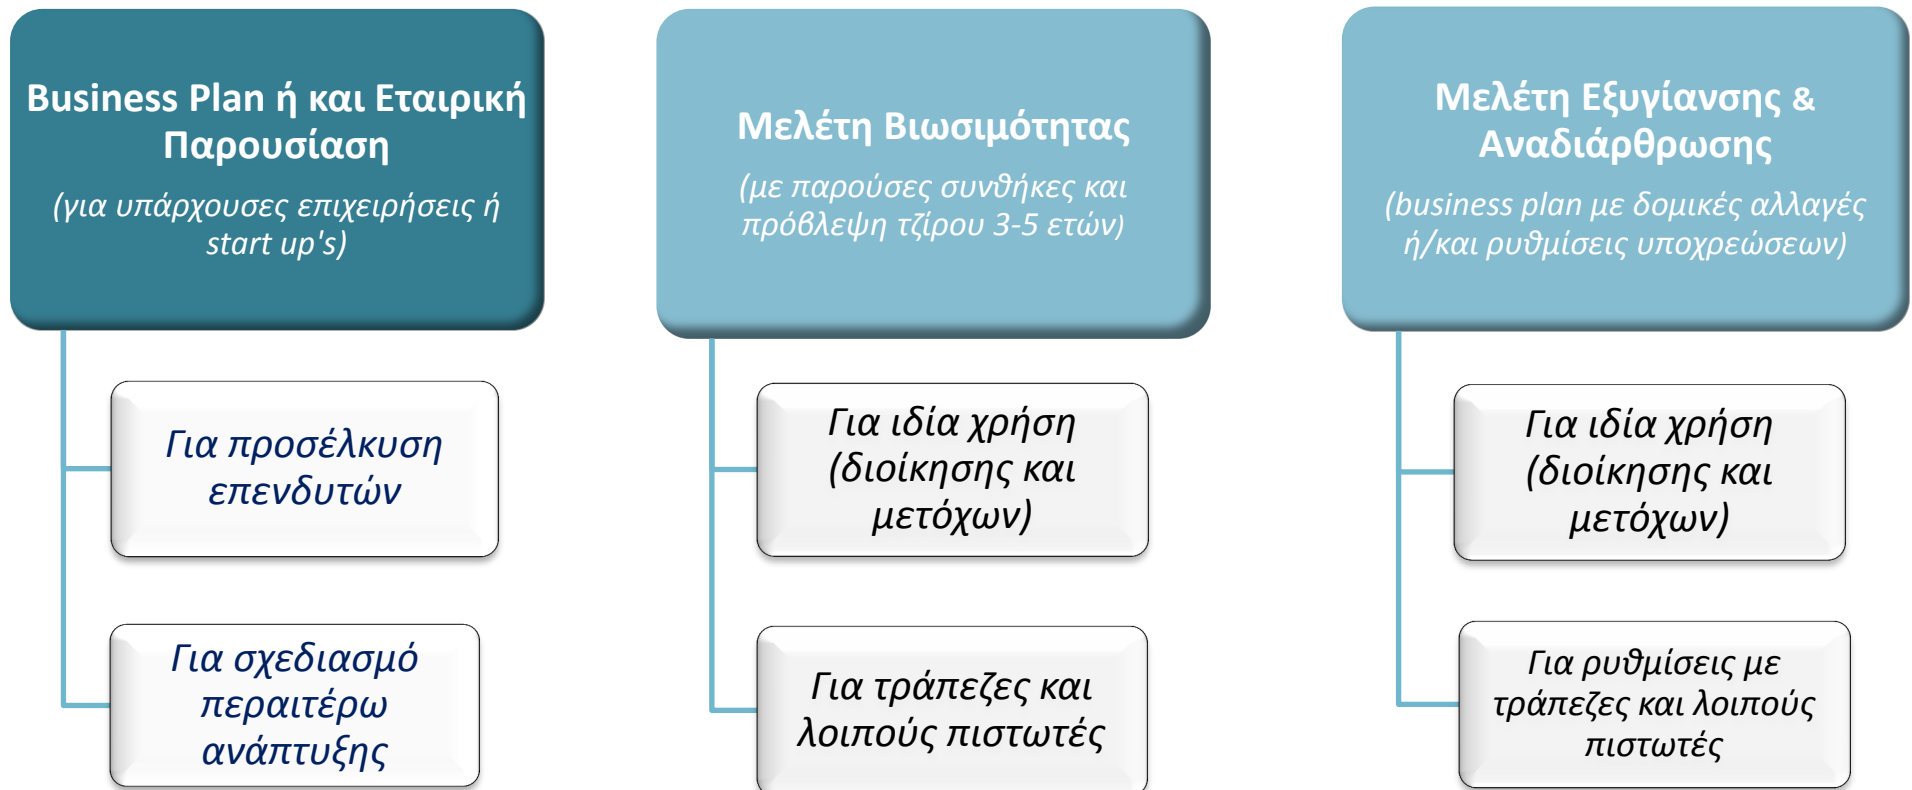 Business Plan ή και Εταιρική
Παρουσίαση
(για υπάρχουσες επιχειρήσεις ή
start up's)
Για προσέλκυση
επενδυτών
Για σχεδιασμό
περαιτέρω
ανάπτυξης
Μελέτη Βιωσιμότητας
(με παρούσες συνθήκες και
πρόβλεψη τζίρου 3-5 ετών)
Για ιδία χρήση
(διοίκησης και
μετόχων)
Για τράπεζες και
λοιπούς πιστωτές
Μελέτη Εξυγίανσης &
Αναδιάρθρωσης
(business plan με δομικές αλλαγές
ή/και ρυθμίσεις υποχρεώσεων)
Για ιδία χρήση
(διοίκησης και
μετόχων)
Για ρυθμίσεις με
τράπεζες και λοιπούς
πιστωτές